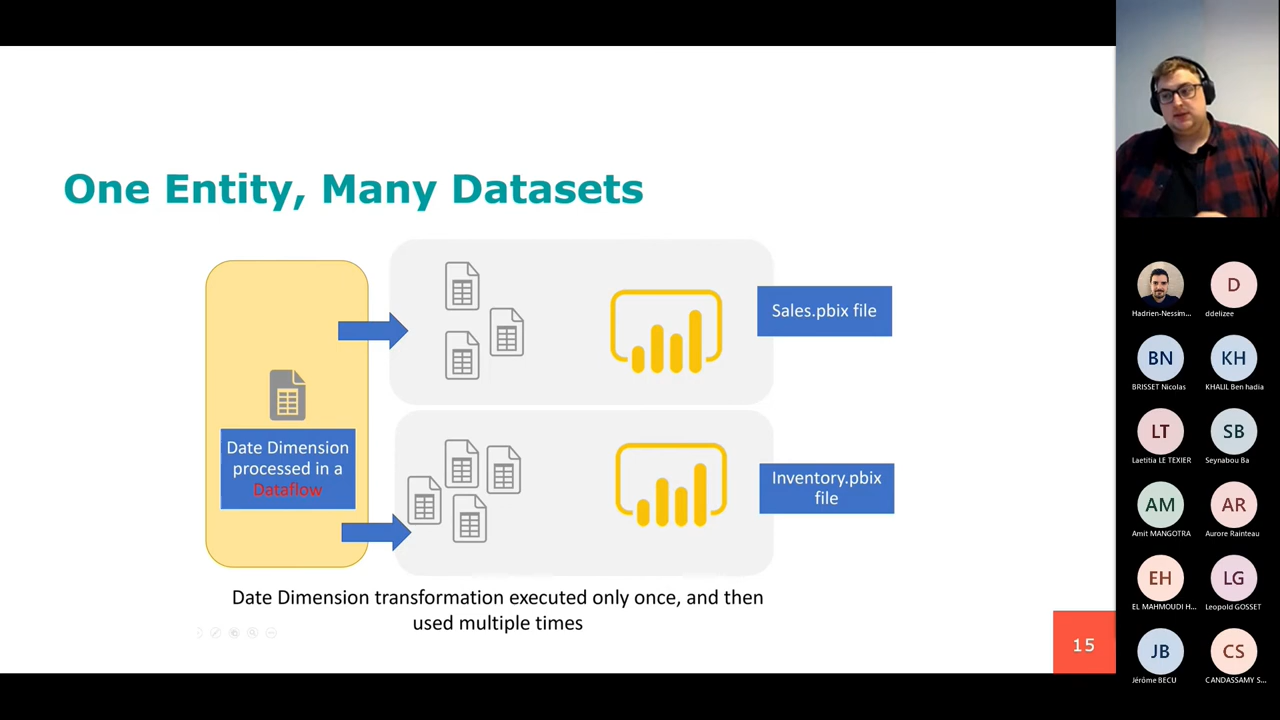 One Entity, Many Datasets
Sales.pbix file
Date Dimension
processed in a
Dataflow
Inventory.pbix
file
Date Dimension transformation executed only once, and then
used multiple times
15
Hadrien-Nessim...
D
ddelizee
BN
BRISSET Nicolas
KH
KHALIL Ben hadia
LT
Laetitia LE TEXIER
SB
Seynabou Ba
AM
Amit MANGOTRA
AR
Aurore Rainteau
EH
EL MAHMOUDI H...
LG
Leopold GOSSET
JB
Jérôme BECU
CS
CANDASSAMY S...